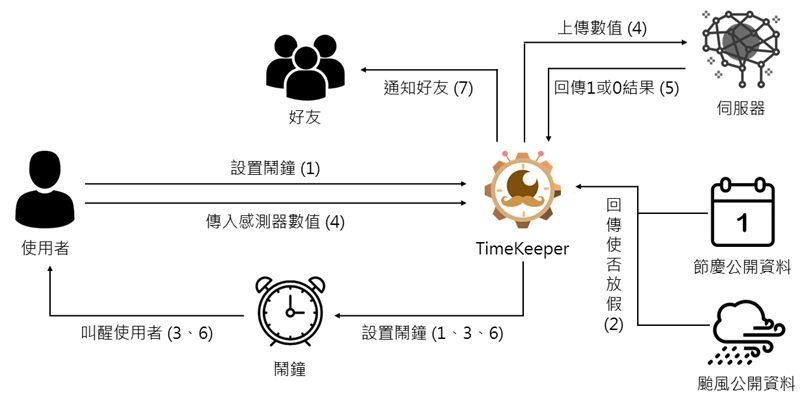 上傳數值 (4)
通知好友 (7)
回傳1或0結果 (5)
好友
伺服器
設置鬧鐘 (1)
傳入感測器數值 (4)
使用者
TimeKeeper
回傳使否放假 (2)
1
節慶公開資料
叫醒使用者 (3、6)
設置鬧鐘 (1、3、6)
鬧鐘
颱風公開資料